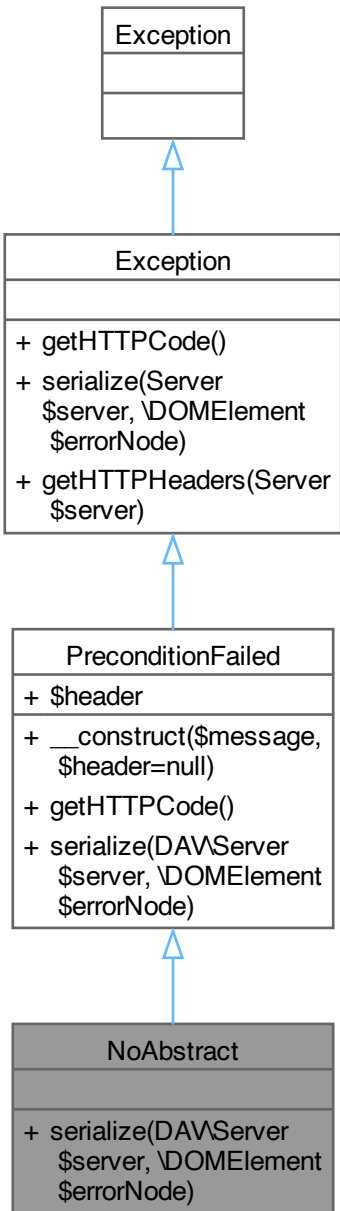 Exception
Exception
+ getHTTPCode()
+ serialize(Server
$server, \DOMElement
$errorNode)
+ getHTTPHeaders(Server
$server)
PreconditionFailed
+ $header
+ __construct($message,
$header=null)
+ getHTTPCode()
+ serialize(DAV\Server
$server, \DOMElement
$errorNode)
NoAbstract
+ serialize(DAV\Server
$server, \DOMElement
$errorNode)